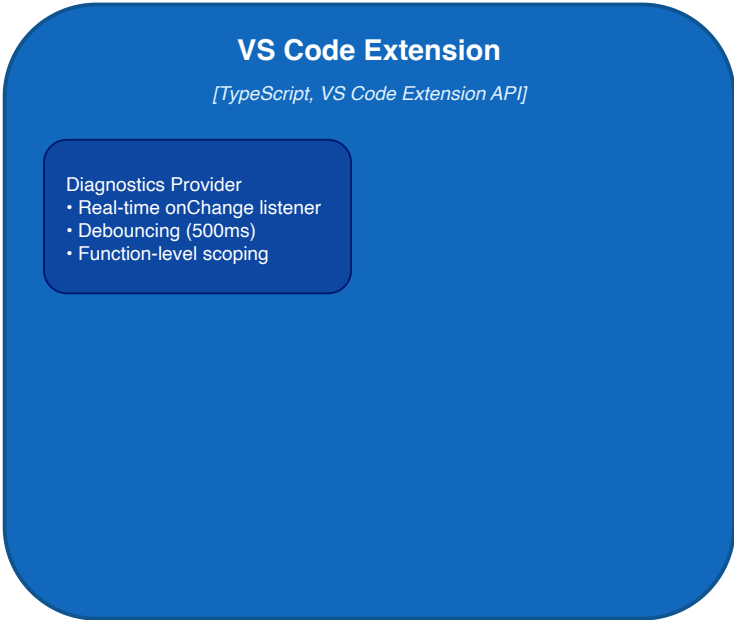 VS Code Extension
[TypeScript, VS Code Extension API]
Diagnostics Provider
• Real-time onChange listener
• Debouncing (500ms)
• Function-level scoping